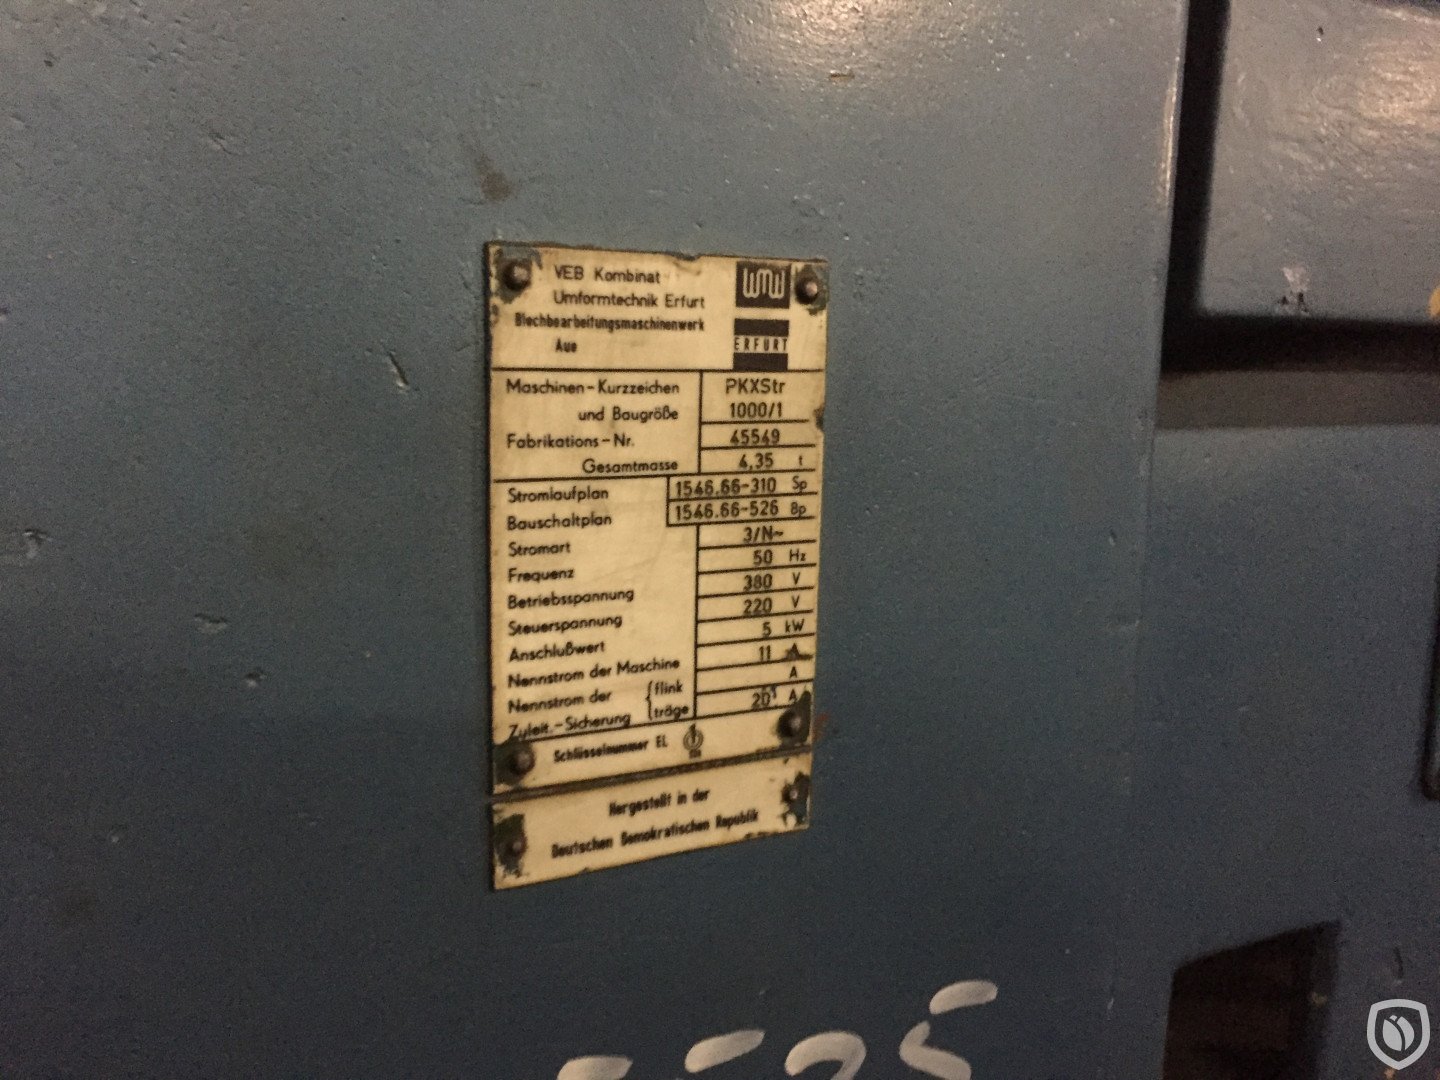 VEB Kombinat
Umformtechnik Erfurt
Blechbearbeitungsmaschinenwerk
Aue
WMW
ERFURT
Maschinen-Kurzzeichen PKXStr
und Baugröße 1000/1
Fabrikations-Nr. 45549
Gesamtmasse 4,35 t
Stromlaufplan 1546.66-310 Sp
Bauschaltplan 1546.66-526 Bp
Stromart 3/N~
Frequenz 50 Hz
Betriebsspannung 380 V
Steuerspannung 220 V
Anschlußwert 5 kW
Nennstrom der Maschine 11 A
Nennstrom der { flink A
Zuleit.-Sicherung träge 20 A
Schlüsselnummer EL
Hergestellt in der
Deutschen Demokratischen Republik